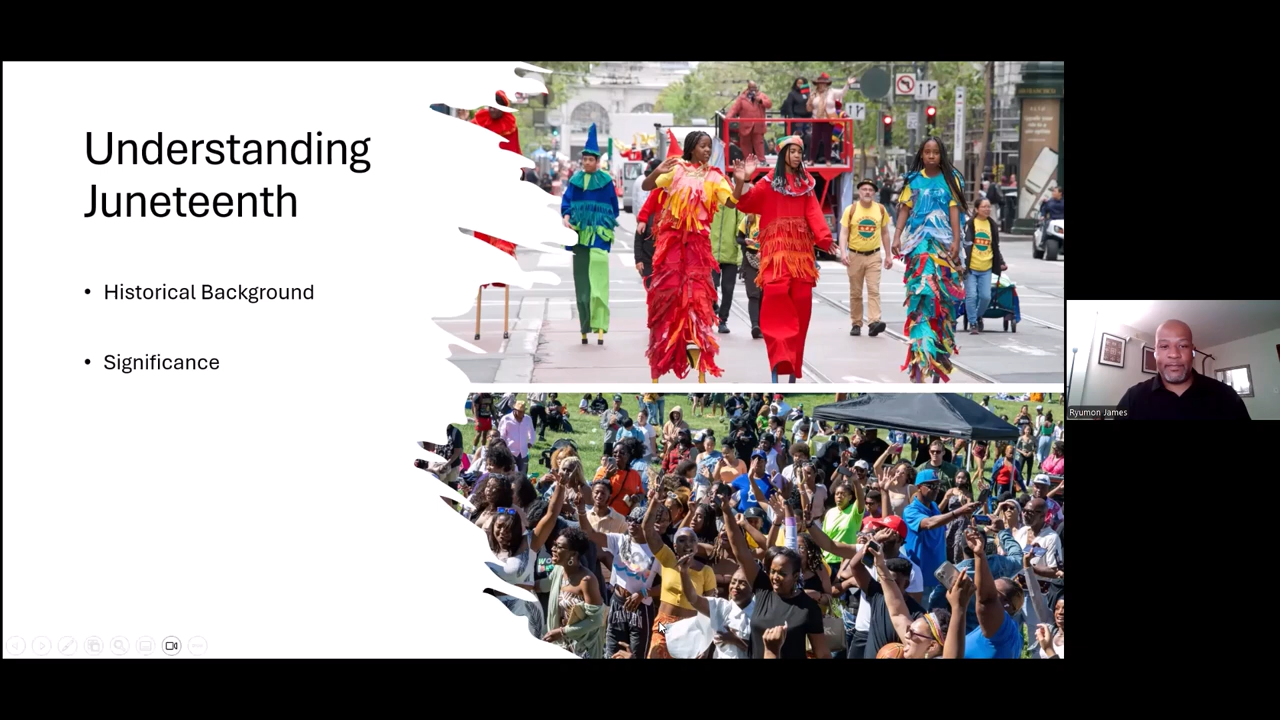 Understanding
Juneteenth
• Historical Background
• Significance
Ryumon James